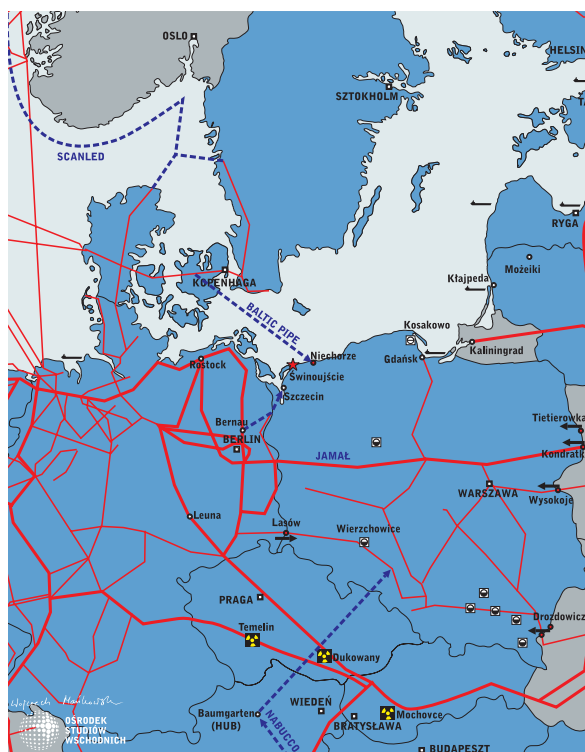 OSLO
HELSIN
SZTOKHOLM
TA
SCANLED
RYGA
Możeiki
KOPENHAGA
Kłajpeda
BALTIC PIPE
Kosakowo
Niechorze
Kaliningrad
Rostock
Gdańsk
Świnoujście
Szczecin
Tietierowka
Bernau
BERLIN
Kondratki
JAMAŁ
WARSZAWA
Wysokoje
Leuna
Lasów
Wierzchowice
PRAGA
Drozdowicze
Temelin
Dukowany
WIEDEŃ
Baumgarten
(HUB)
NABUCCO
Mochovce
BRATYSŁAWA
OŚRODEK
STUDIÓW
WSCHODNICH
BUDAPESZT